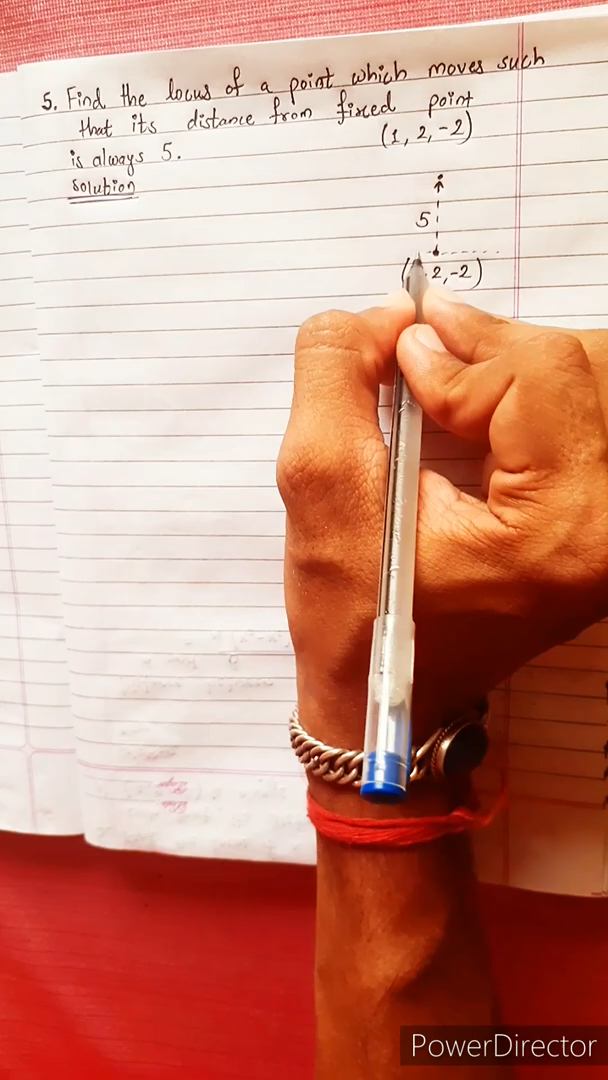 5. Find the locus of a point which moves such
that its distance from fixed point
is always 5. (1, 2, -2)
solution
5
( , 2, -2)
PowerDirector